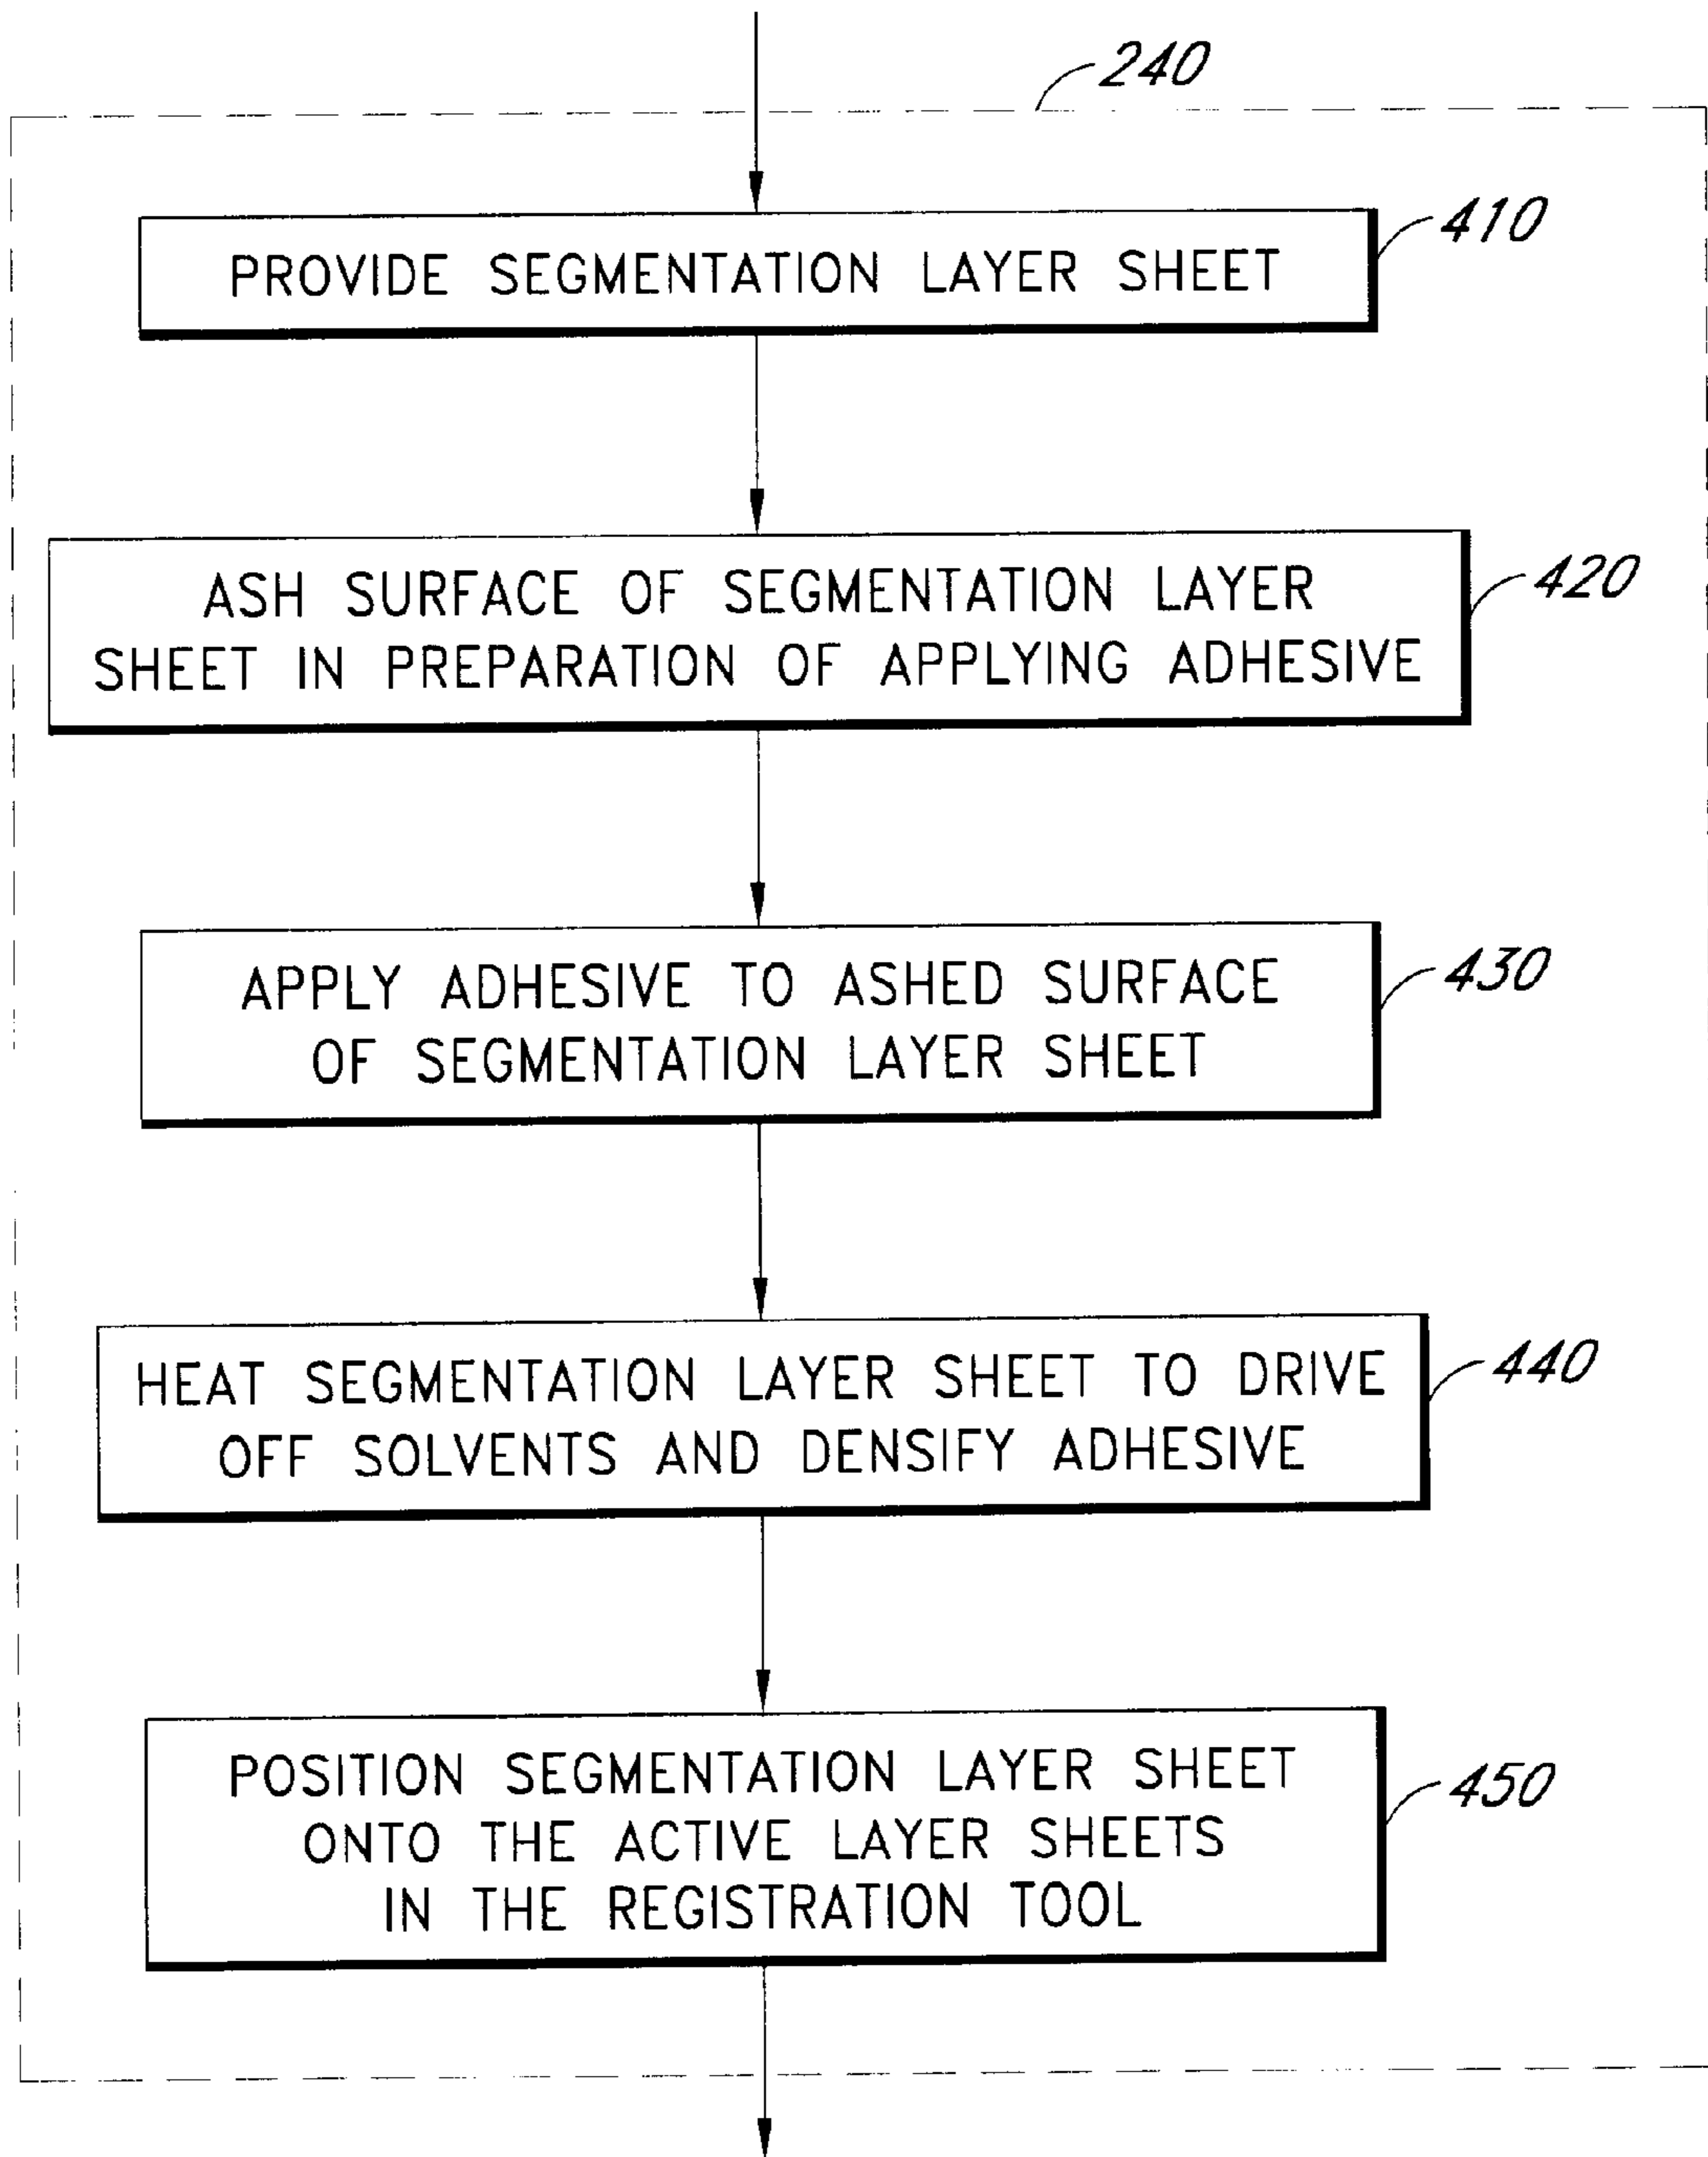 240
PROVIDE SEGMENTATION LAYER SHEET
410
ASH SURFACE OF SEGMENTATION LAYER
SHEET IN PREPARATION OF APPLYING ADHESIVE
420
APPLY ADHESIVE TO ASHED SURFACE
OF SEGMENTATION LAYER SHEET
430
HEAT SEGMENTATION LAYER SHEET TO DRIVE
OFF SOLVENTS AND DENSIFY ADHESIVE
440
POSITION SEGMENTATION LAYER SHEET
ONTO THE ACTIVE LAYER SHEETS
IN THE REGISTRATION TOOL
450